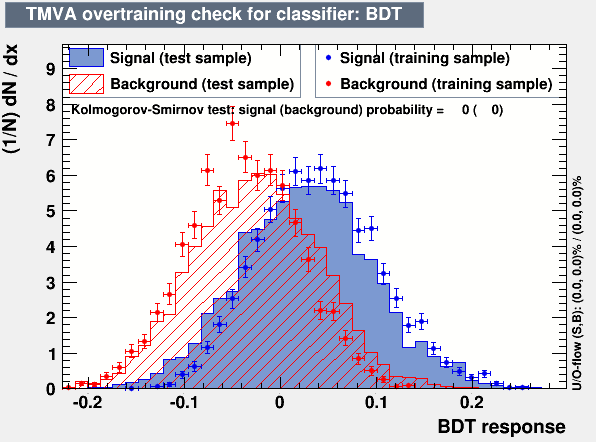 TMVA overtraining check for classifier: BDT
(1/N) dN / dx
Signal (test sample)
Background (test sample)
Signal (training sample)
Background (training sample)
Kolmogorov-Smirnov test: signal (background) probability = 0 ( 0)
9
8
7
6
5
4
3
2
1
0
-0.2 -0.1 0 0.1 0.2
BDT response
U/O-flow (S,B): (0.0, 0.0)% / (0.0, 0.0)%